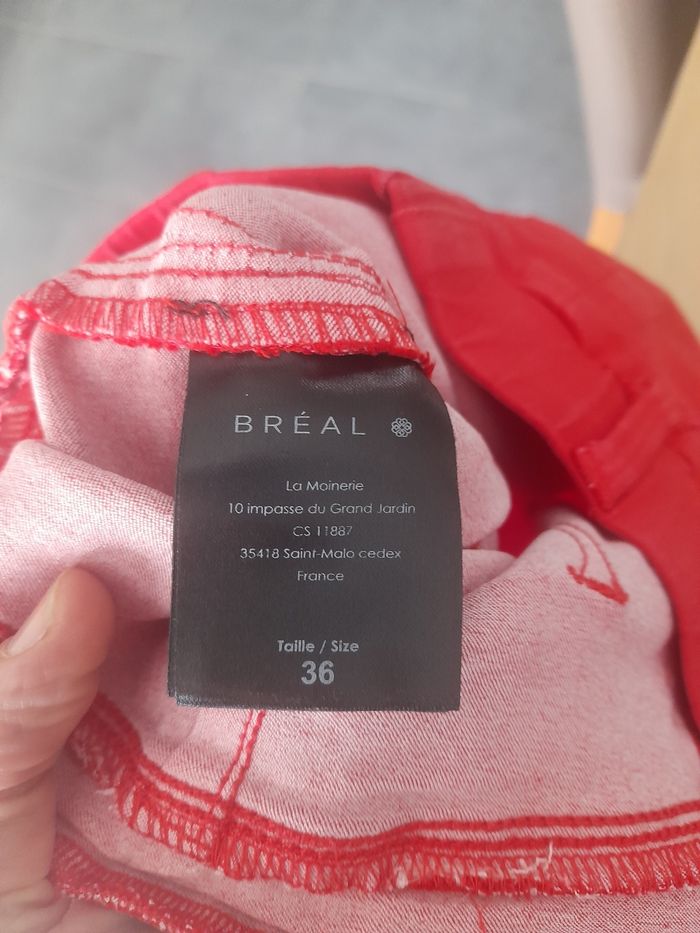 BRÉAL
La Moinerie
10 impasse du Grand Jardin
CS 11887
35418 Saint-Malo cedex
France
Taille / Size
36